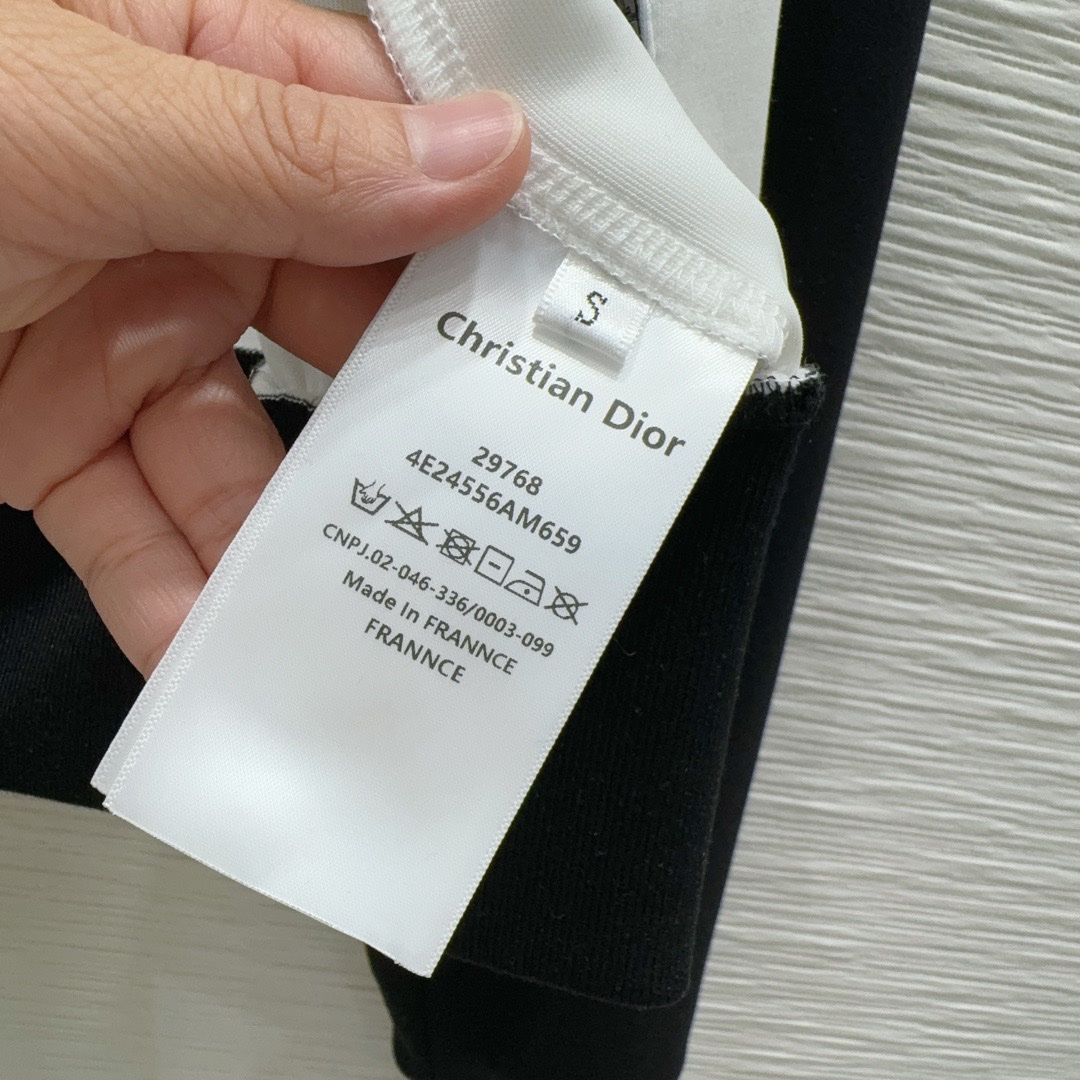 S
Christian Dior
29768
4E24556AM659
CNPJ.02-046-336/0003-099
Made In FRANNCE
FRANNCE